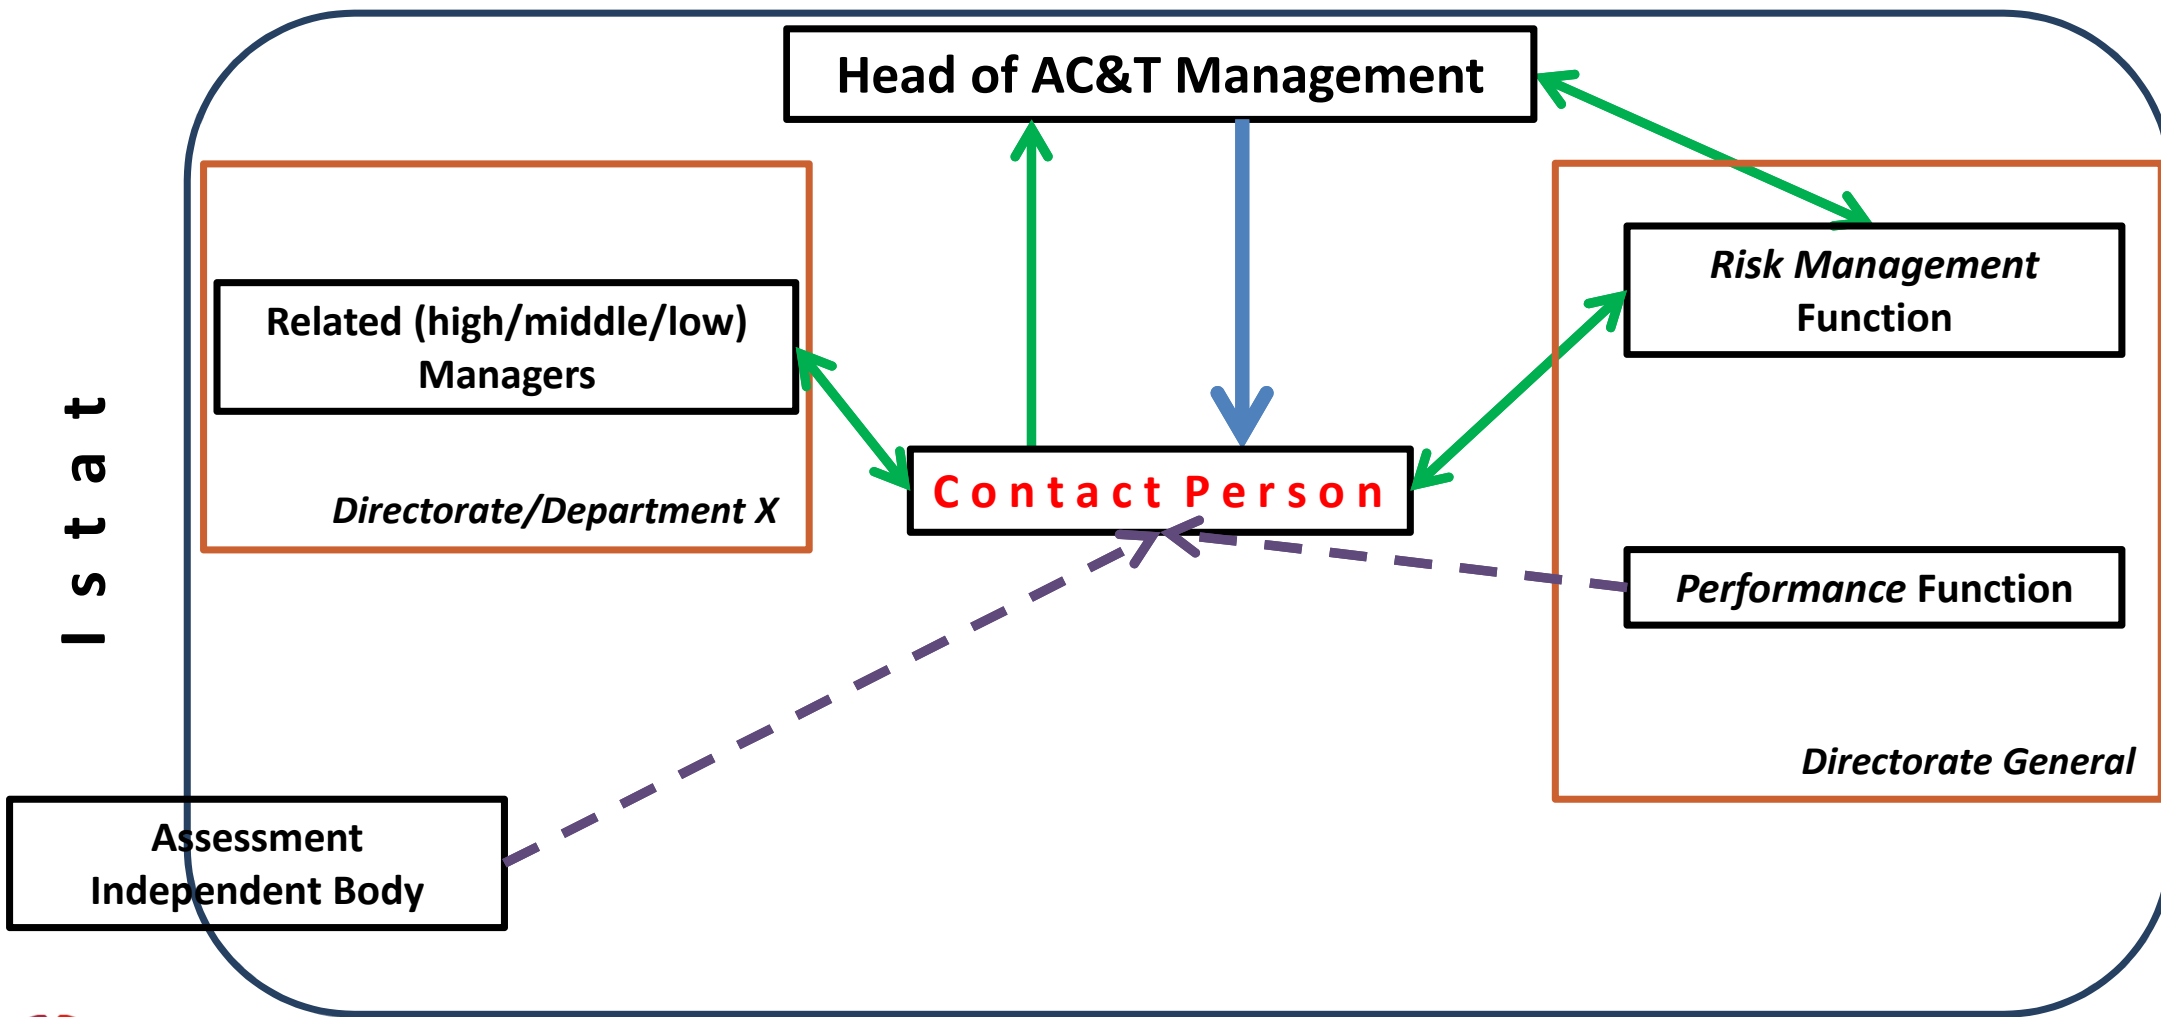 Head of AC&T Management
Related (high/middle/low)
Managers
Directorate/Department X
Contact Person
Risk Management
Function
Performance Function
Directorate General
Istat
Assessment
Independent Body